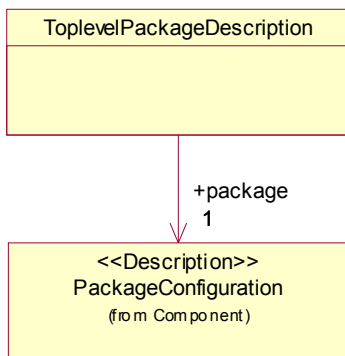 ToplevelPackageDescription
+package
1
<<Description>>
PackageConfiguration
(from Component)